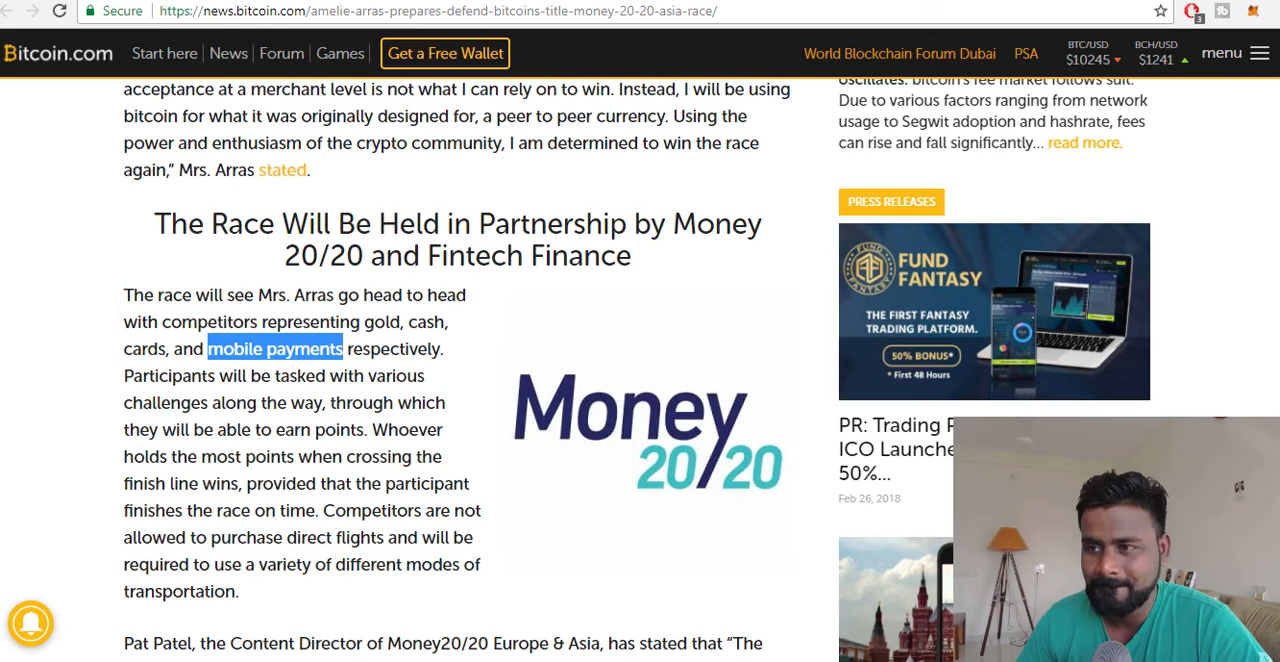 Secure
https://news.bitcoin.com/amelie-arras-prepares-defend-bitcoins-title-money-20-20-asia-race/
3
Bitcoin.com
Start here News Forum Games
Get a Free Wallet
World Blockchain Forum Dubai
PSA
BTC/USD
$10245
BCH/USD
$1241
menu
acceptance at a merchant level is not what I can rely on to win. Instead, I will be using
bitcoin for what it was originally designed for, a peer to peer currency. Using the
power and enthusiasm of the crypto community, I am determined to win the race
again,” Mrs. Arras stated.
The Race Will Be Held in Partnership by Money
20/20 and Fintech Finance
The race will see Mrs. Arras go head to head
with competitors representing gold, cash,
cards, and mobile payments respectively.
Participants will be tasked with various
challenges along the way, through which
they will be able to earn points. Whoever
holds the most points when crossing the
finish line wins, provided that the participant
finishes the race on time. Competitors are not
allowed to purchase direct flights and will be
required to use a variety of different modes of
transportation.
Money
20/20
Pat Patel, the Content Director of Money20/20 Europe & Asia, has stated that “The
oscillates. Bitcoin's fee market follows suit.
Due to various factors ranging from network
usage to Segwit adoption and hashrate, fees
can rise and fall significantly... read more.
PRESS RELEASES
FUND
FANTASY
THE FIRST FANTASY
TRADING PLATFORM.
50% BONUS*
* First 48 Hours
PR: Trading P
ICO Launche
50%...
Feb 26, 2018